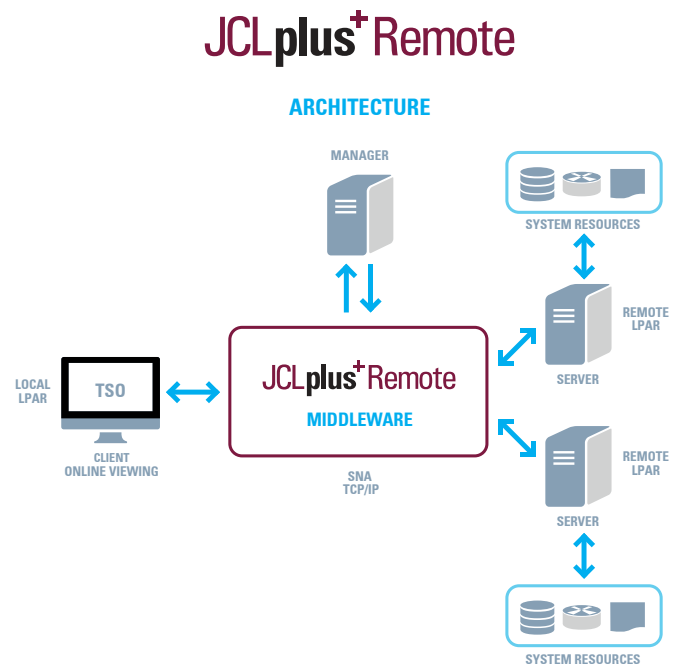 JCLplus+ Remote
ARCHITECTURE
MANAGER
SYSTEM RESOURCES
REMOTE
LPAR
SERVER
LOCAL
LPAR
TSO
CLIENT
ONLINE VIEWING
JCLplus+ Remote
MIDDLEWARE
SNA
TCP/IP
REMOTE
LPAR
SERVER
SYSTEM RESOURCES